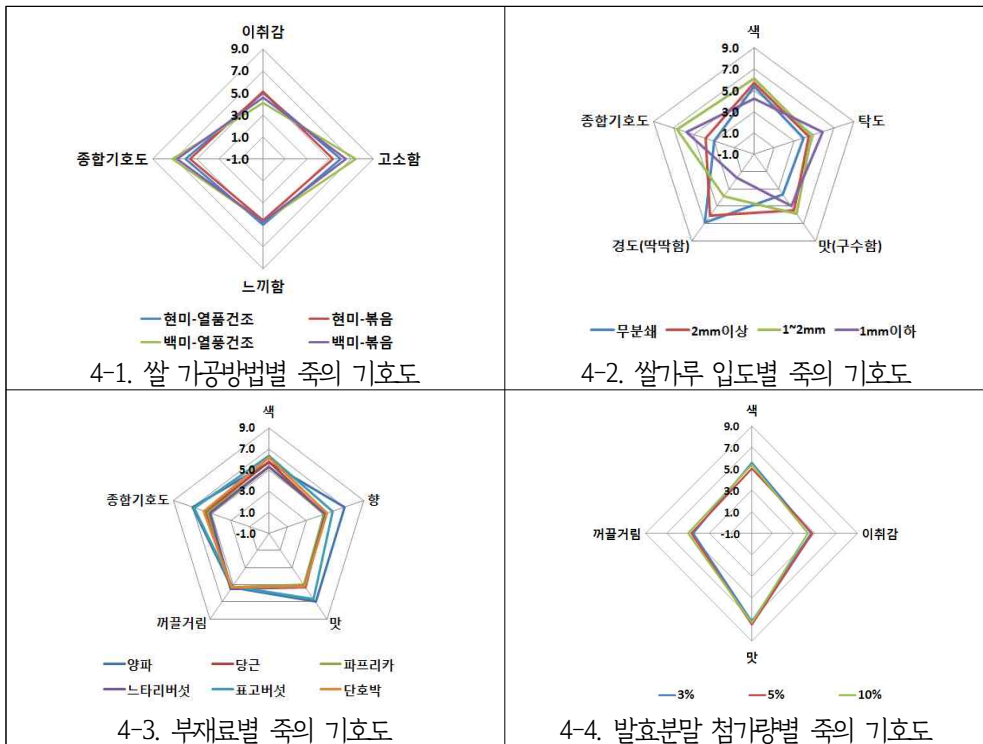 이취감
9.0
7.0
5.0
3.0
1.0
-1.0
종합기호도
고소함
느끼함
현미-열풍건조
현미-볶음
백미-열풍건조
백미-볶음
4-1. 쌀 가공방법별 죽의 기호도
색
9.0
7.0
5.0
3.0
1.0
-1.0
종합기호도
탁도
경도(딱딱함)
맛(구수함)
무분쇄
2mm이상
1~2mm
1mm이하
4-2. 쌀가루 입도별 죽의 기호도
색
9.0
7.0
5.0
3.0
1.0
-1.0
종합기호도
향
꺼끌거림
맛
양파
당근
파프리카
느타리버섯
표고버섯
단호박
4-3. 부재료별 죽의 기호도
색
9.0
7.0
5.0
3.0
1.0
-1.0
꺼끌거림
이취감
맛
3%
5%
10%
4-4. 발효분말 첨가량별 죽의 기호도